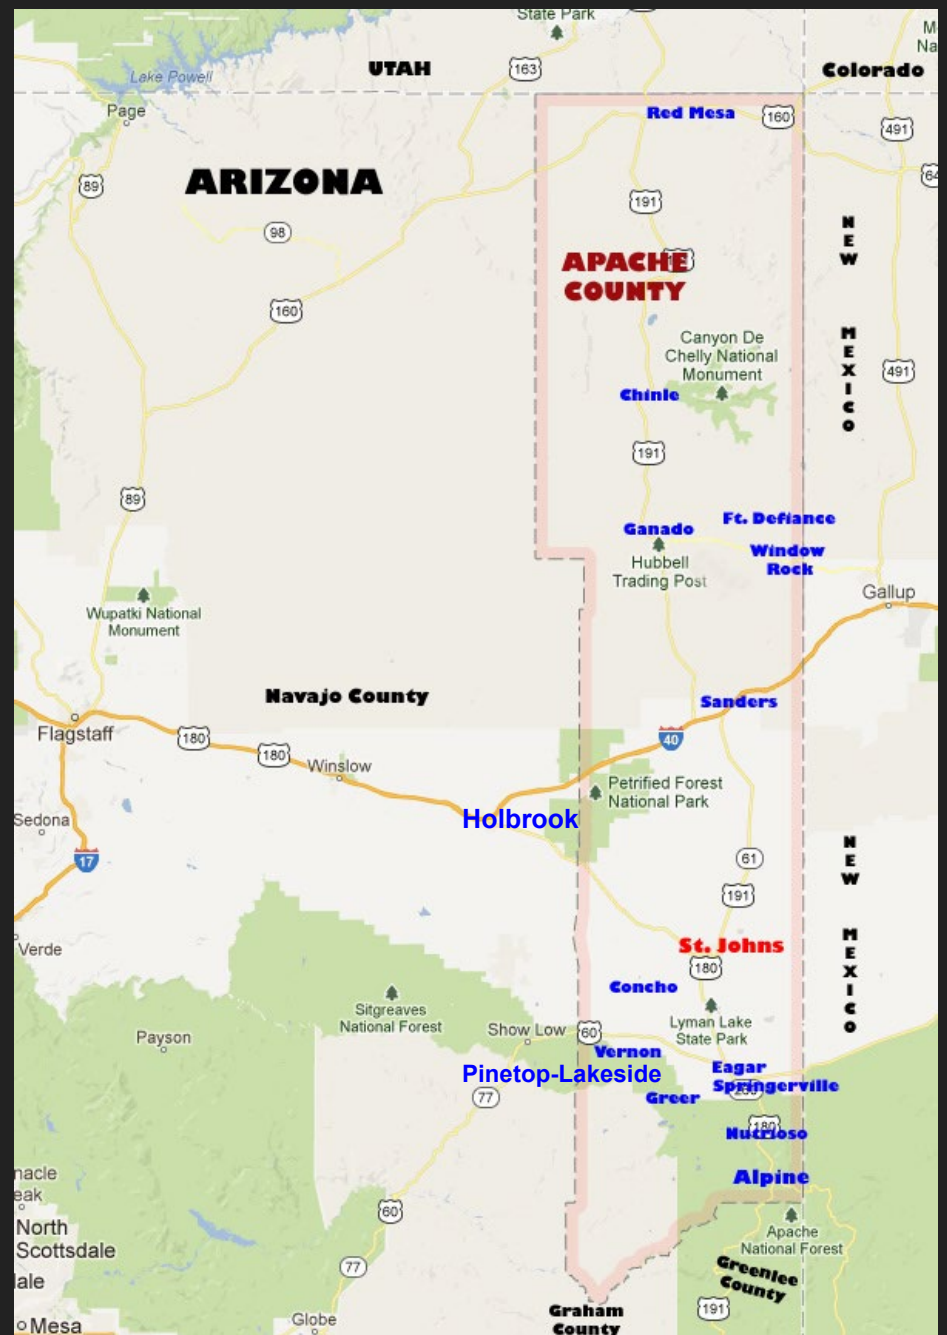 State Park
UTAH
163
Colorado
Lake Powell
Page
Red Mesa
160
491
ARIZONA
89
191
98
NEW
APACHE
COUNTY
160
MEXICO
Canyon De
Chelly National
Monument
491
Chinle
191
89
Ft. Defiance
Ganado
Window
Rock
Hubbell
Trading Post
Gallup
Wupatki National
Monument
Navajo County
Sanders
Flagstaff
180
40
180
Winslow
Petrified Forest
National Park
Holbrook
Sedona
17
NEW
61
191
St. Johns
MEXICO
Verde
180
Concho
Sitgreaves
National Forest
Lyman Lake
State Park
Payson
Show Low
60
Vernon
Eagar
Pinetop-Lakeside
Springerville
77
Greer
180
Nutrioso
Alpine
60
North
Scottsdale
Apache
National Forest
77
Greenlee
County
191
Graham
County
Globe
Mesa